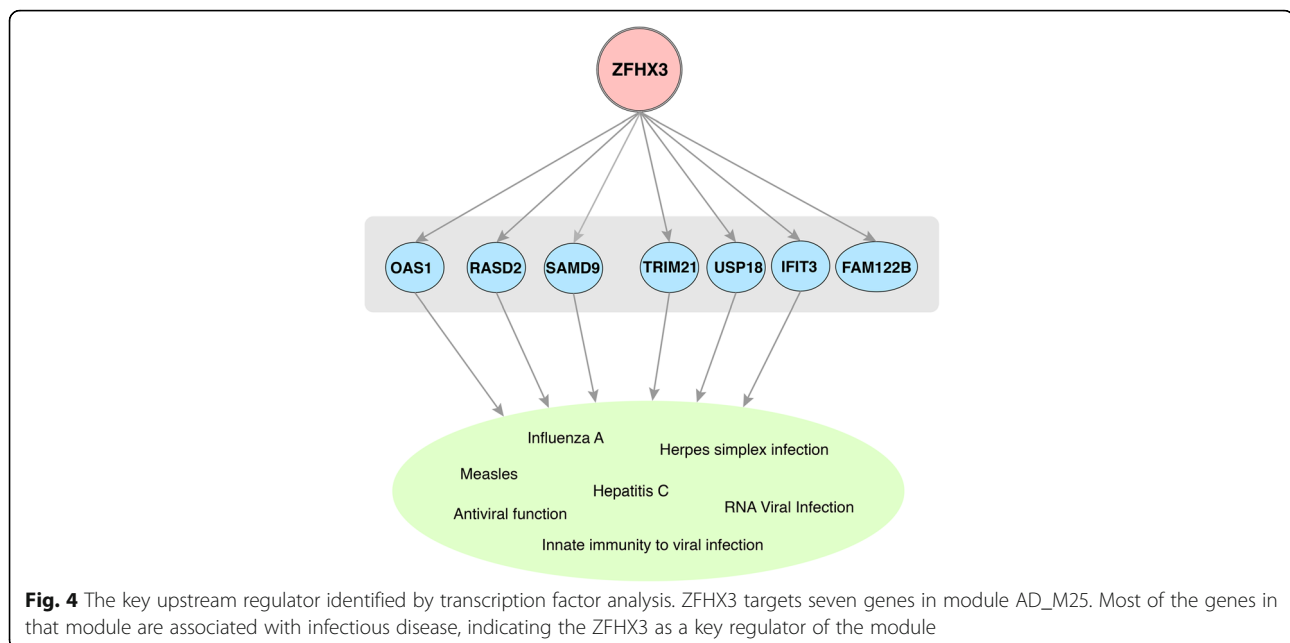 ZFHX3
OAS1 RASD2 SAMD9 TRIM21 USP18 IFIT3 FAM122B
Influenza A
Herpes simplex infection
Measles
Hepatitis C
RNA Viral Infection
Antiviral function
Innate immunity to viral infection
Fig. 4 The key upstream regulator identified by transcription factor analysis. ZFHX3 targets seven genes in module AD_M25. Most of the genes in
that module are associated with infectious disease, indicating the ZFHX3 as a key regulator of the module